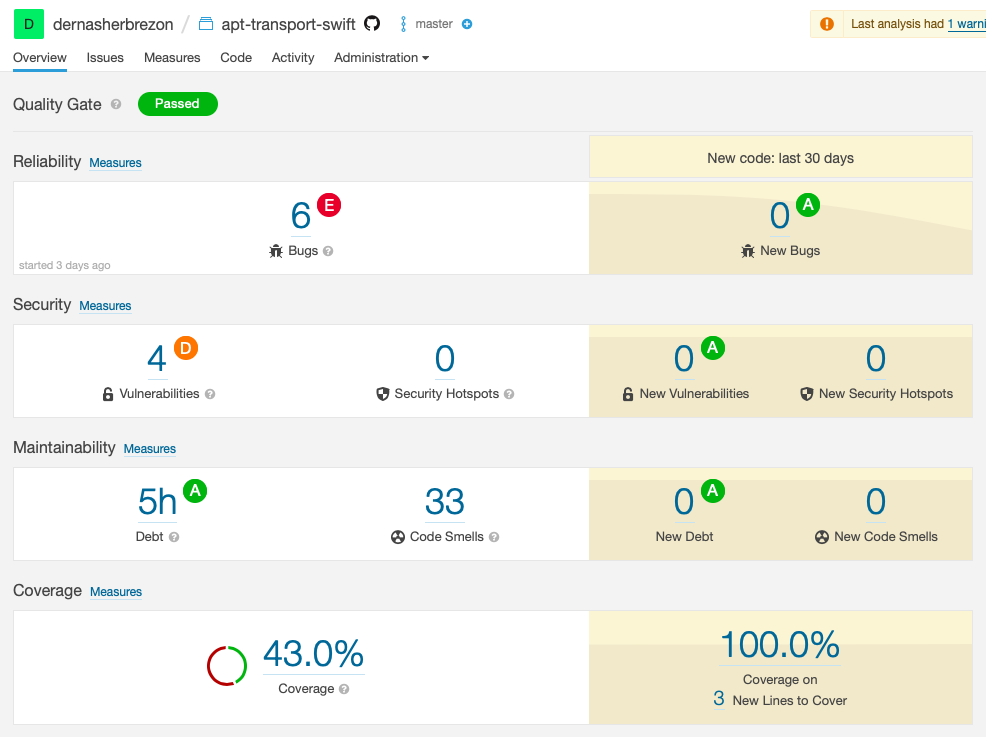 D dernasherbrezon / apt-transport-swift master
Last analysis had 1 warni
Overview Issues Measures Code Activity Administration
Quality Gate ? Passed
Reliability Measures
New code: last 30 days
6 E
Bugs ?
started 3 days ago
0 A
New Bugs
Security Measures
4 D
Vulnerabilities ?
0
Security Hotspots ?
0 A
New Vulnerabilities
0
New Security Hotspots
Maintainability Measures
5h A
Debt ?
33
Code Smells ?
0 A
New Debt
0
New Code Smells
Coverage Measures
43.0%
Coverage ?
100.0%
Coverage on
3 New Lines to Cover